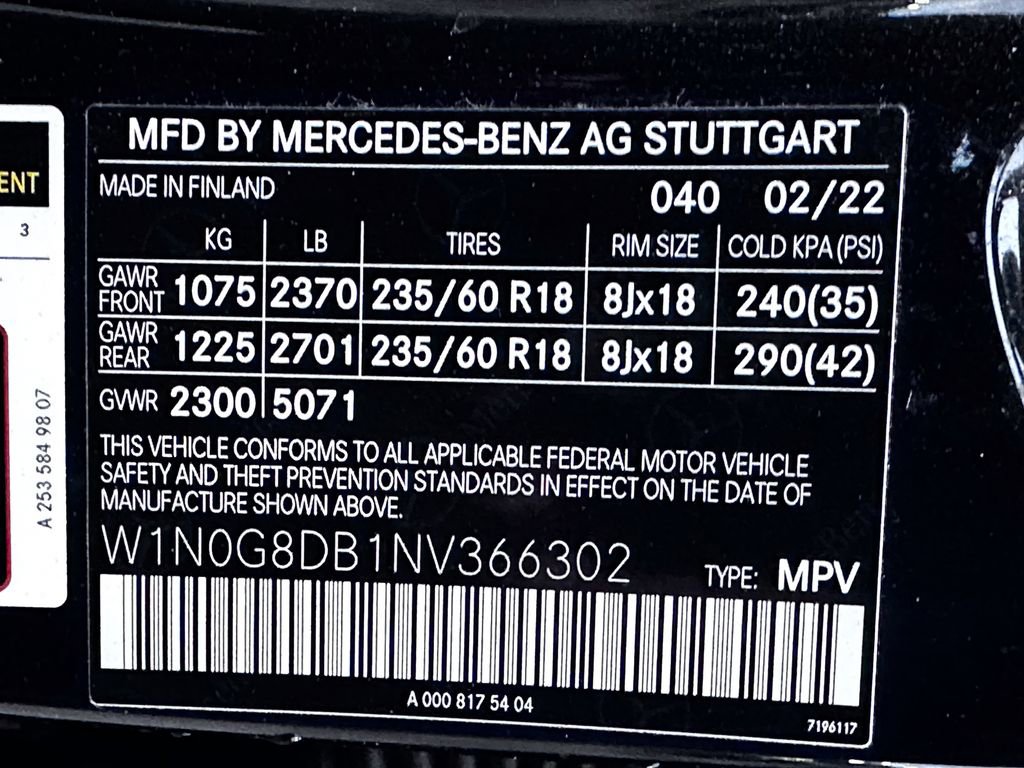 MFD BY MERCEDES-BENZ AG STUTTGART
MADE IN FINLAND 040 02/22
KG LB TIRES RIM SIZE COLD KPA (PSI)
GAWR FRONT 1075 2370 235/60 R18 8Jx18 240(35)
GAWR REAR 1225 2701 235/60 R18 8Jx18 290(42)
GVWR 2300 5071
THIS VEHICLE CONFORMS TO ALL APPLICABLE FEDERAL MOTOR VEHICLE
SAFETY AND THEFT PREVENTION STANDARDS IN EFFECT ON THE DATE OF
MANUFACTURE SHOWN ABOVE.
W1N0G8DB1NV366302 TYPE: MPV
A 000 817 54 04
7196117
ENT
3
A 253 584 98 07